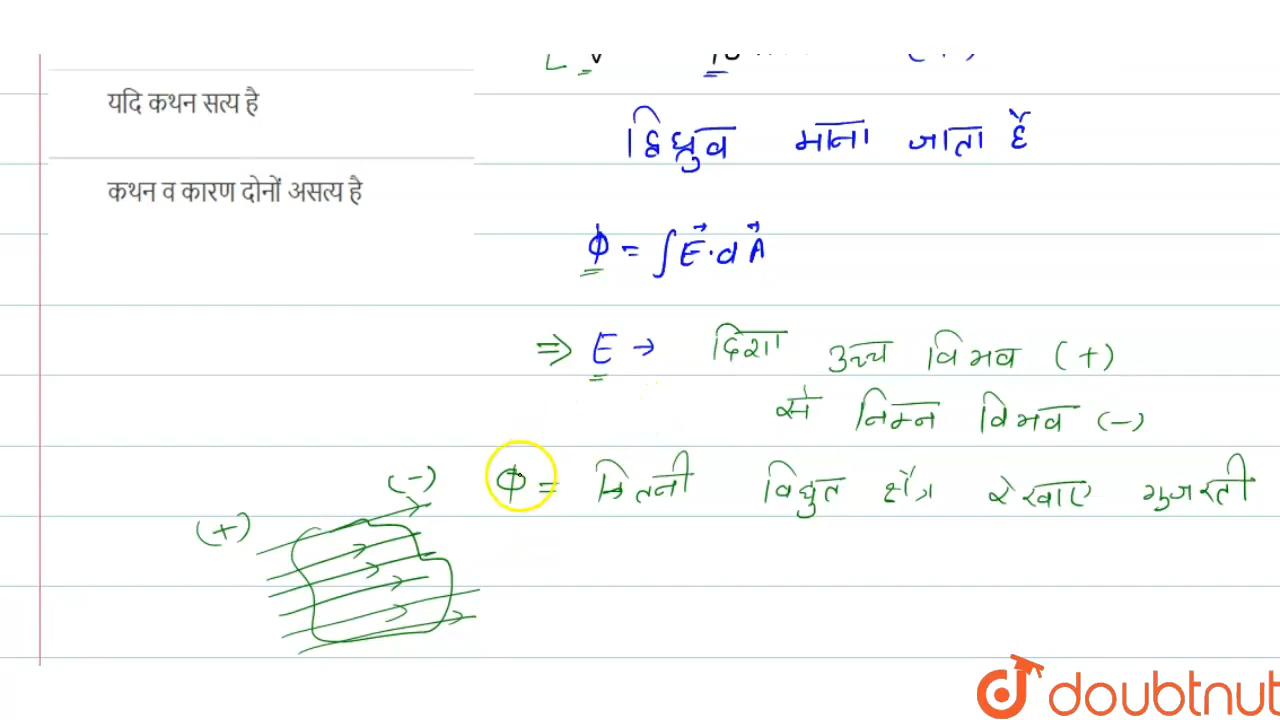 यदि कथन सत्य है
कथन व कारण दोनों असत्य है
द्विध्रुव माना जाता है
Φ = ∫E⃗·dA⃗
⇒ E → दिशा उच्च विभव (+)
से निम्न विभव (-)
Φ = कितनी विधुत क्षेत्र रेखाए गुजरती
(-)
(+)
doubtnut